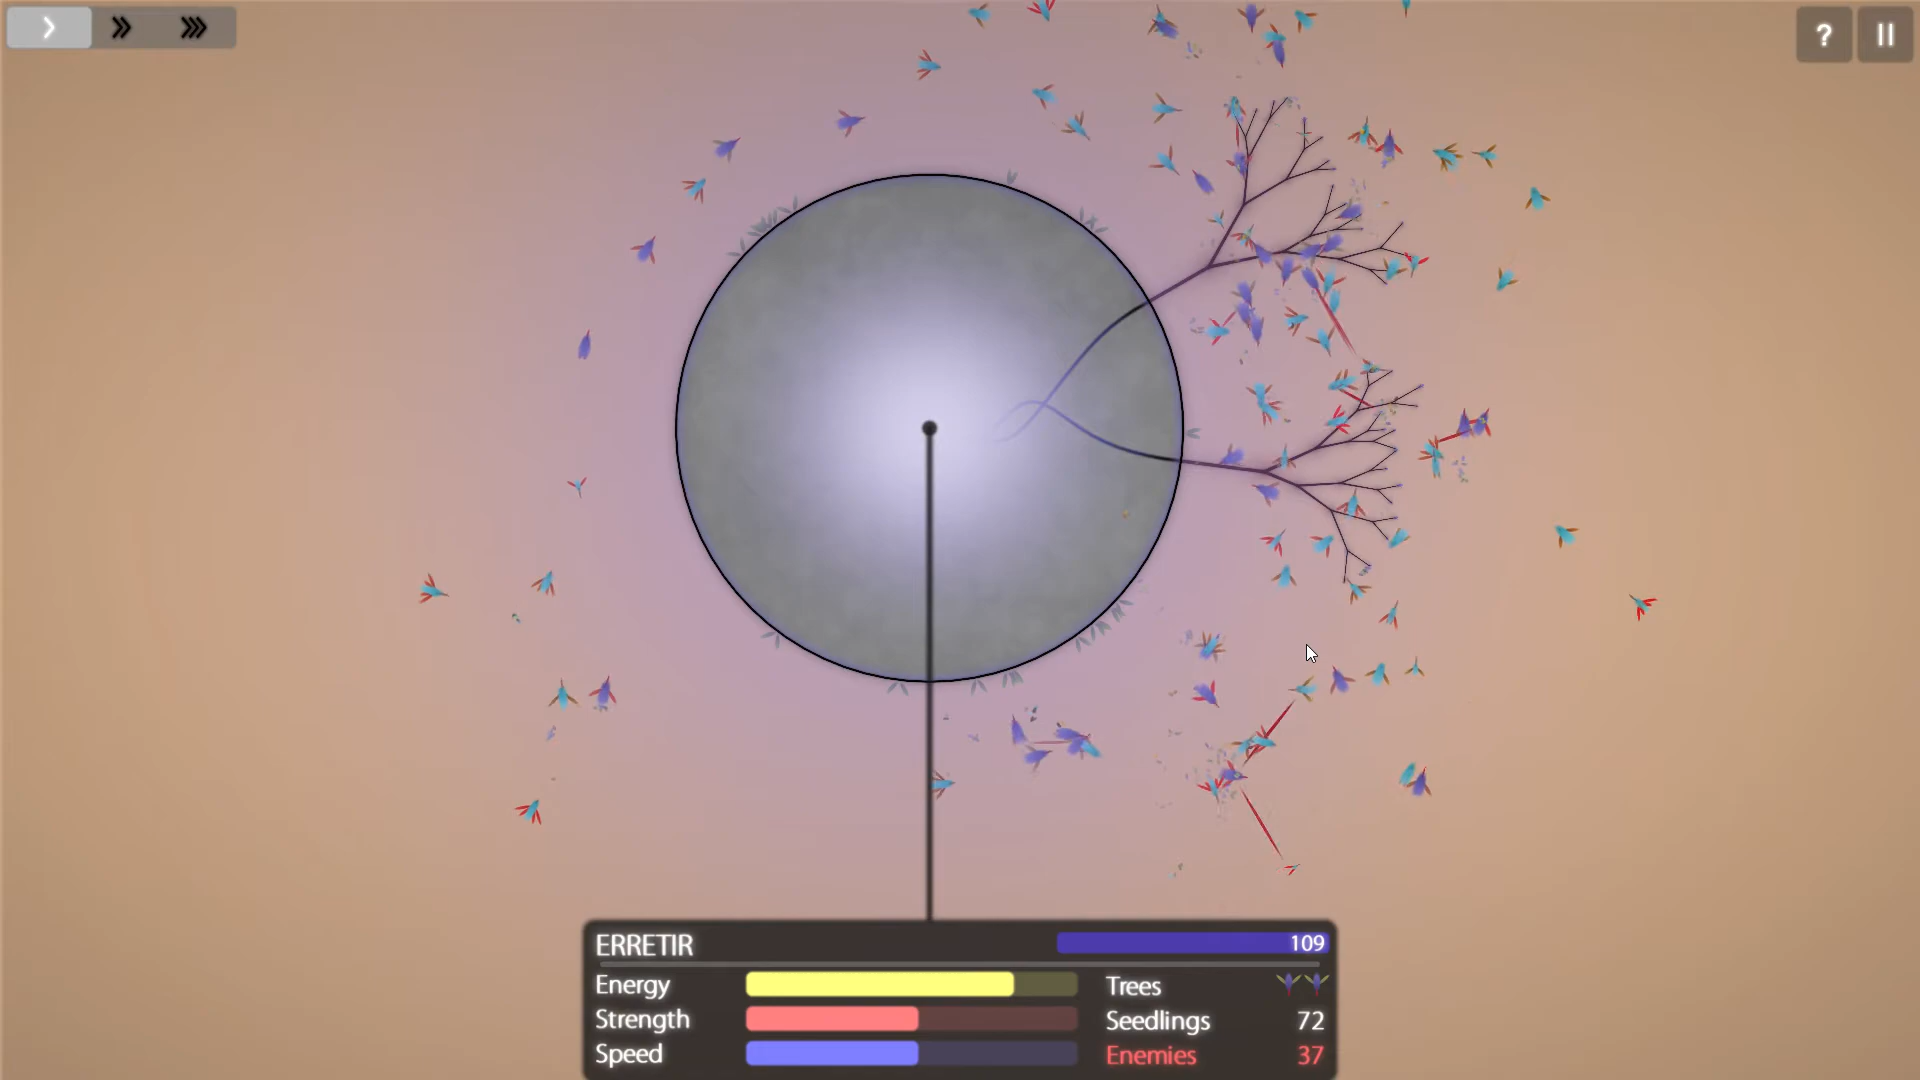 ?
ERRETIR 109
Energy Trees
Strength Seedlings 72
Speed Enemies 37